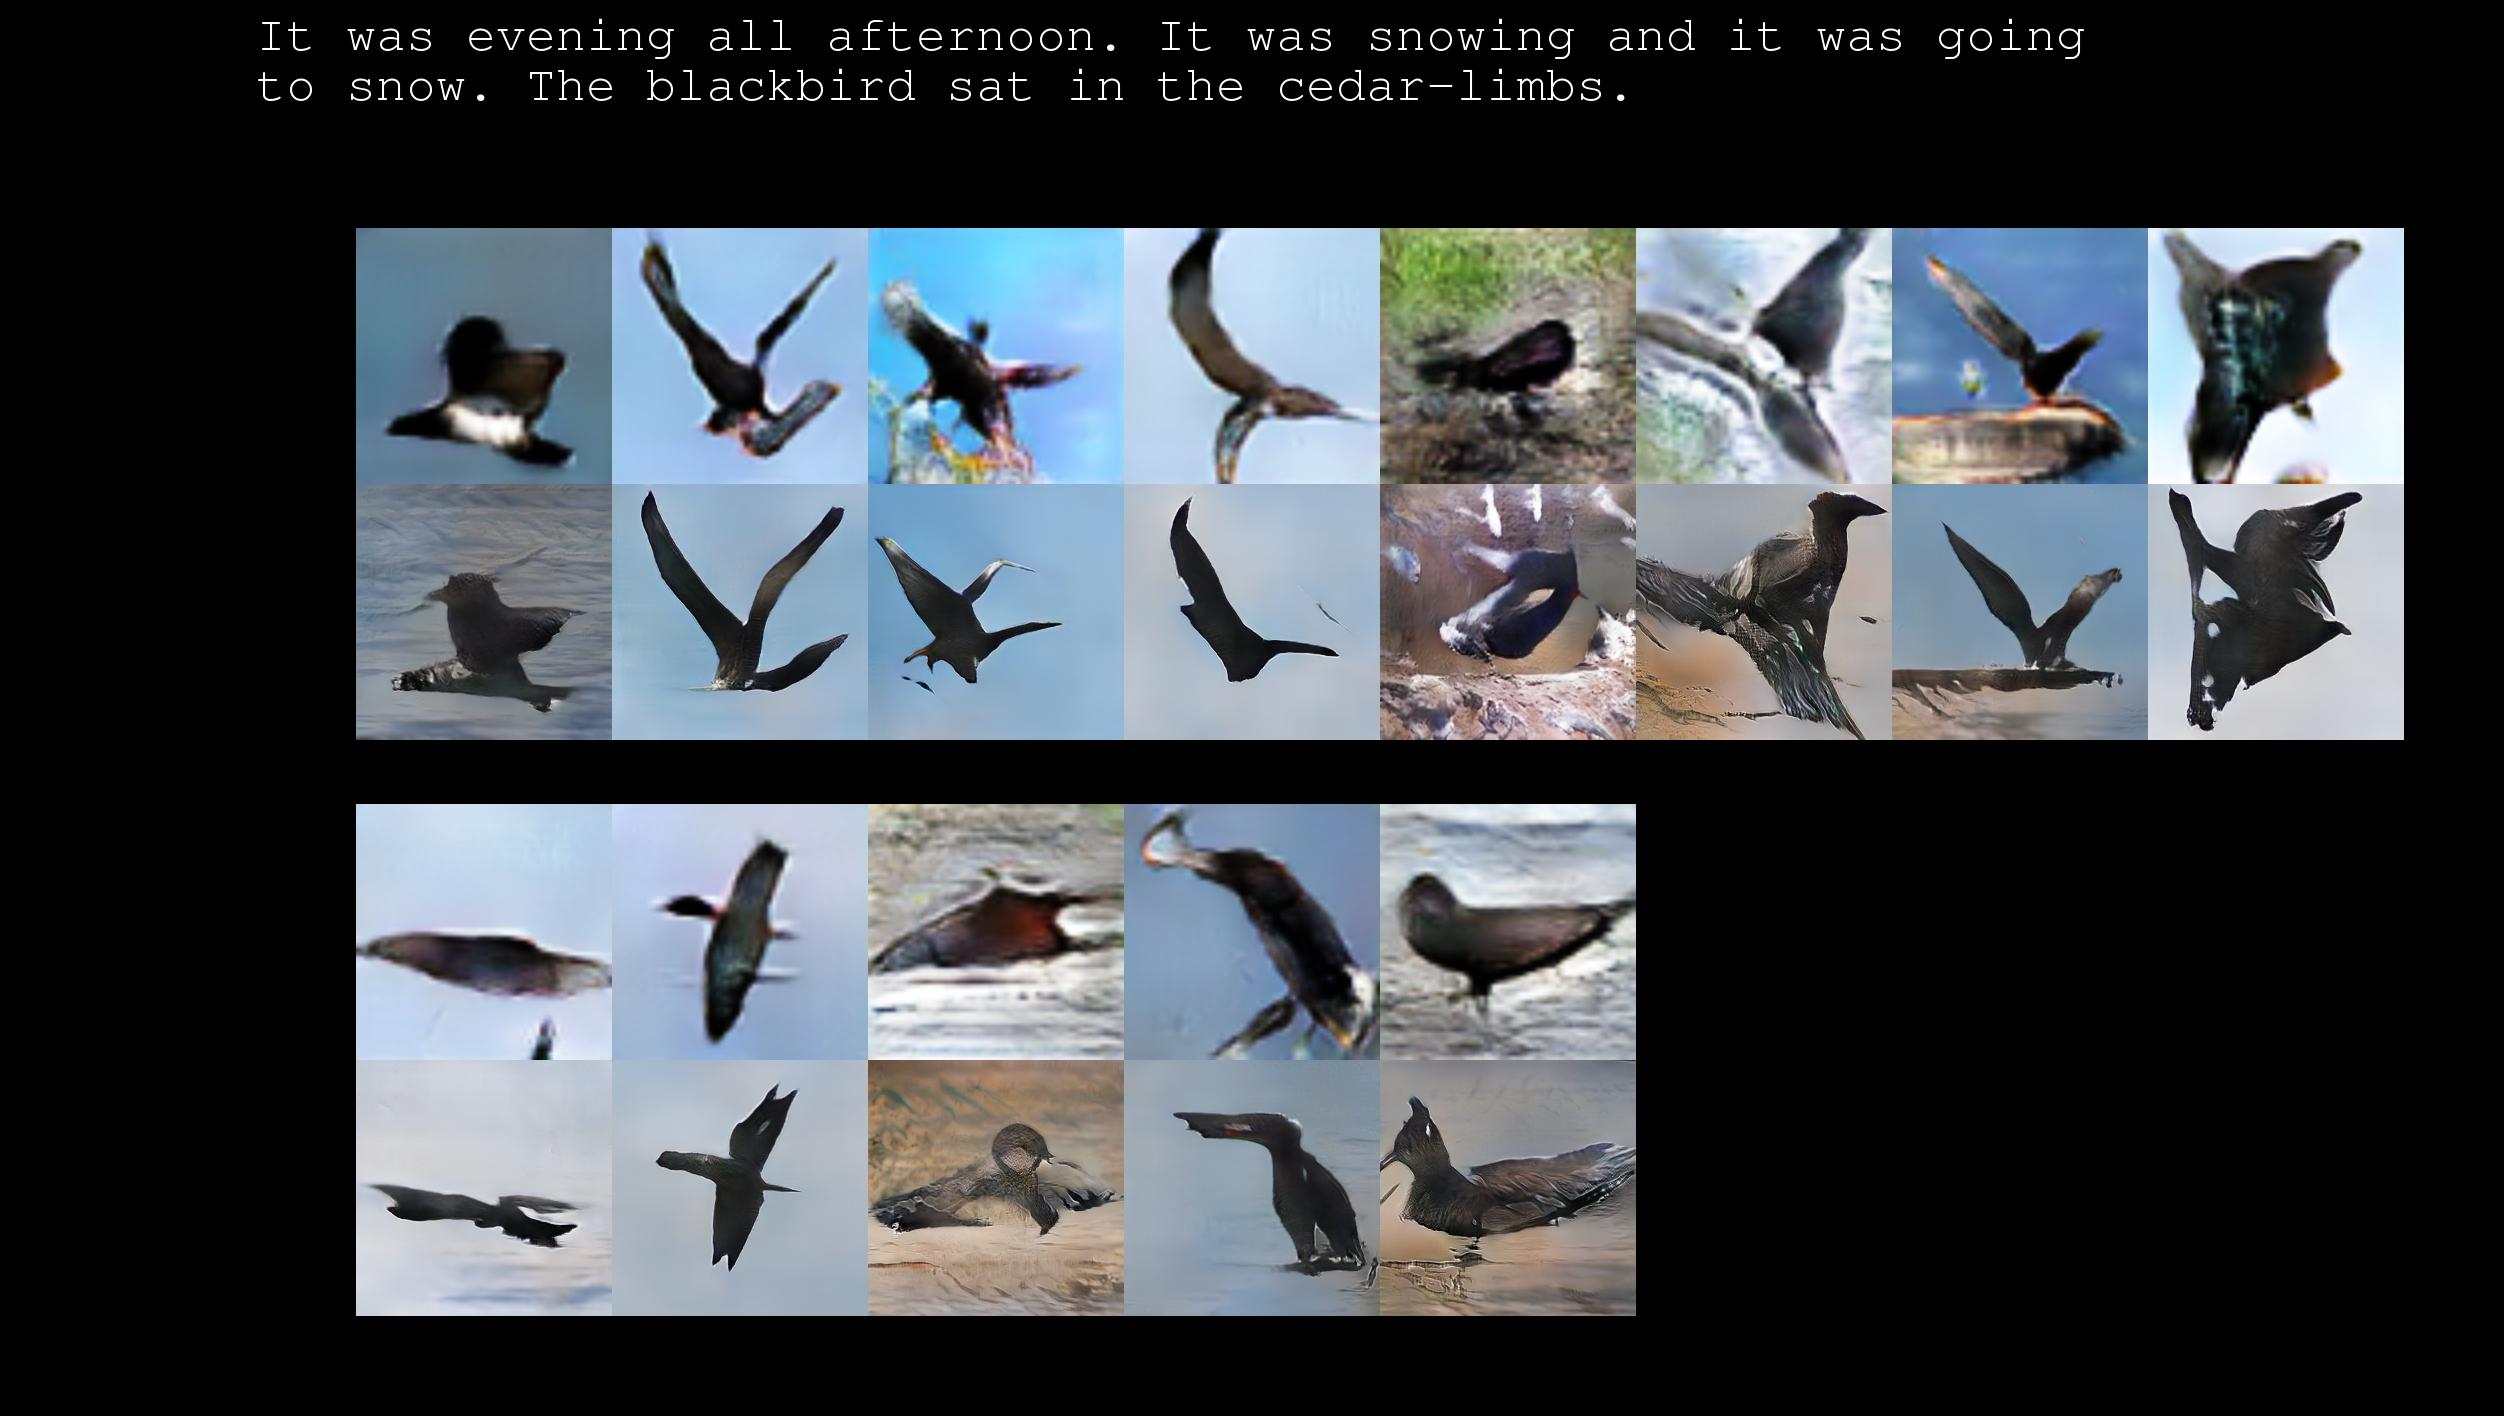 It was evening all afternoon. It was snowing and it was going
to snow. The blackbird sat in the cedar-limbs.